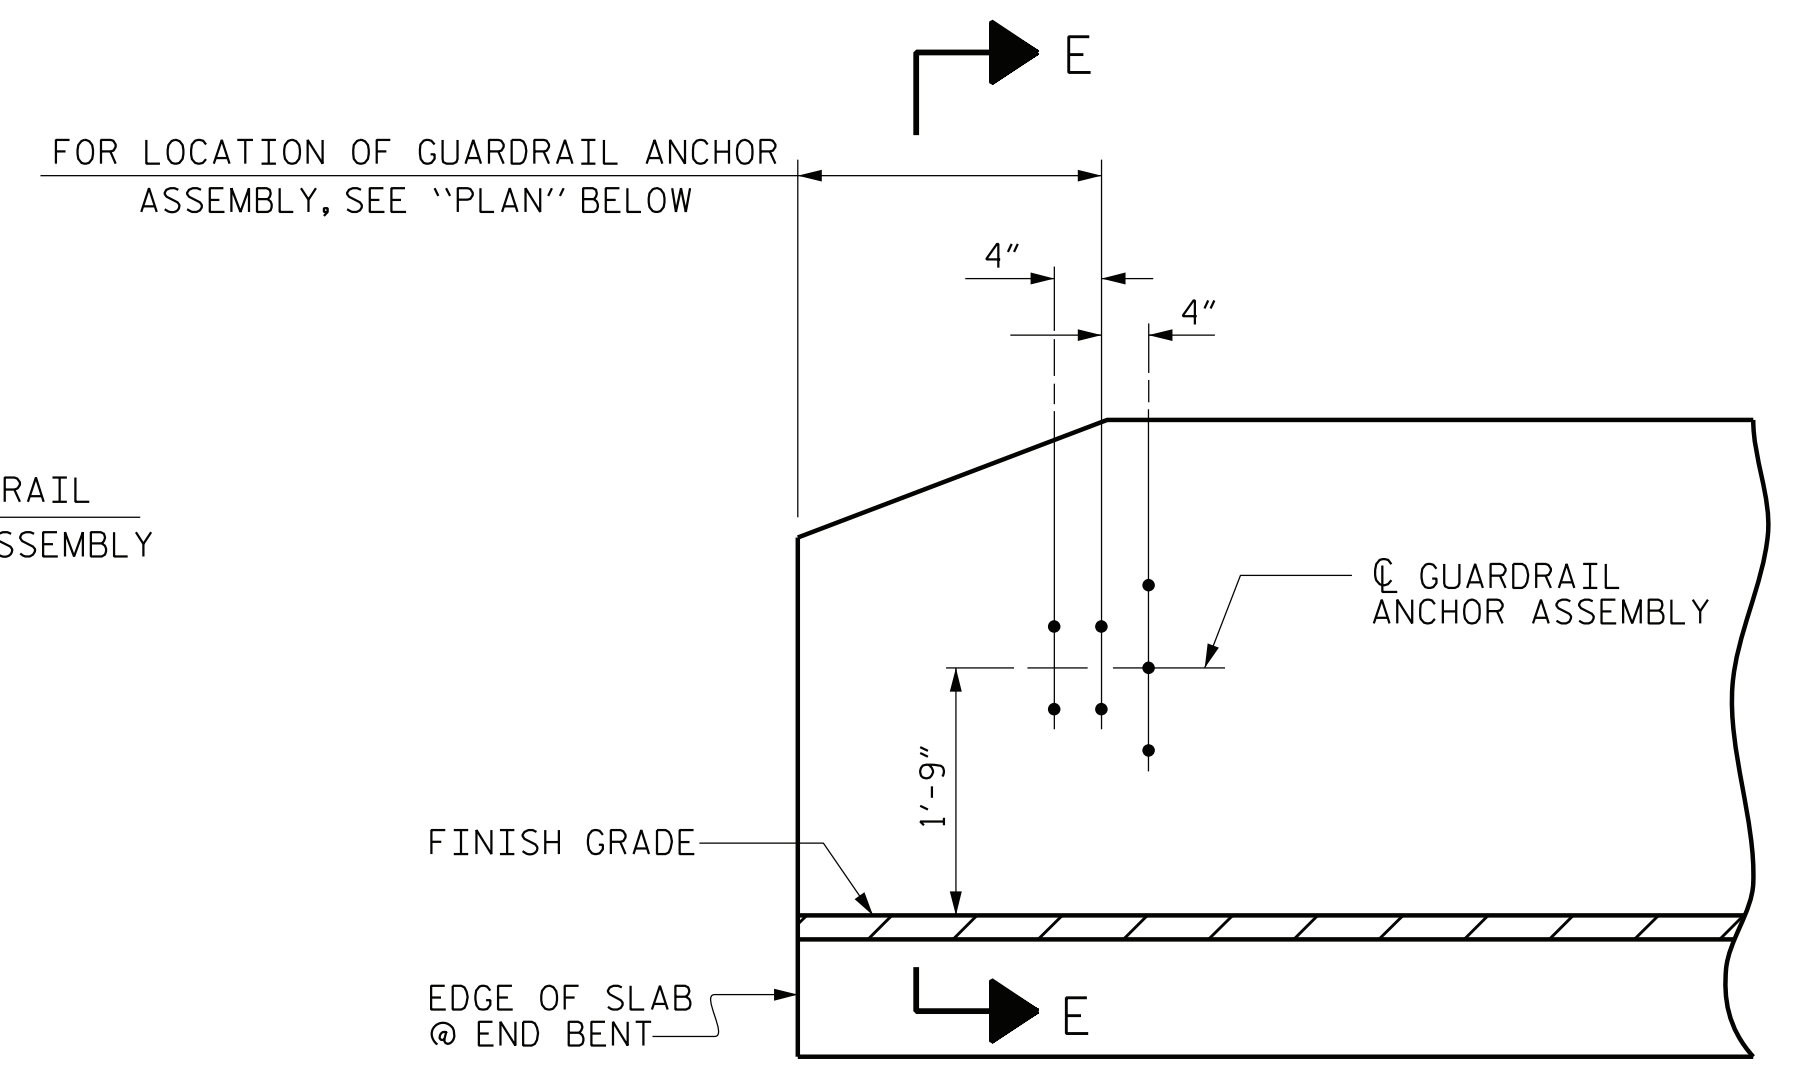 E
FOR LOCATION OF GUARDRAIL ANCHOR
ASSEMBLY, SEE "PLAN" BELOW
4"
4"
RAIL
SSEMBLY
℄ GUARDRAIL
ANCHOR ASSEMBLY
1'-9"
FINISH GRADE
EDGE OF SLAB
@ END BENT
E